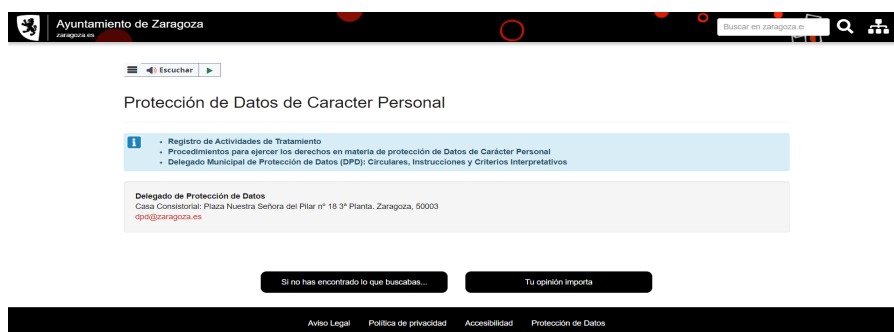 Ayuntamiento de Zaragoza
zaragoza.es
Buscar en zaragoza.e
Escuchar
Protección de Datos de Caracter Personal
Registro de Actividades de Tratamiento
Procedimientos para ejercer los derechos en materia de protección de Datos de Carácter Personal
Delegado Municipal de Protección de Datos (DPD): Circulares, Instrucciones y Criterios Interpretativos
Delegado de Protección de Datos
Casa Consistorial: Plaza Nuestra Señora del Pilar nº 18 3ª Planta. Zaragoza, 50003
dpd@zaragoza.es
Si no has encontrado lo que buscabas...
Tu opinión importa
Aviso Legal Política de privacidad Accesibilidad Protección de Datos